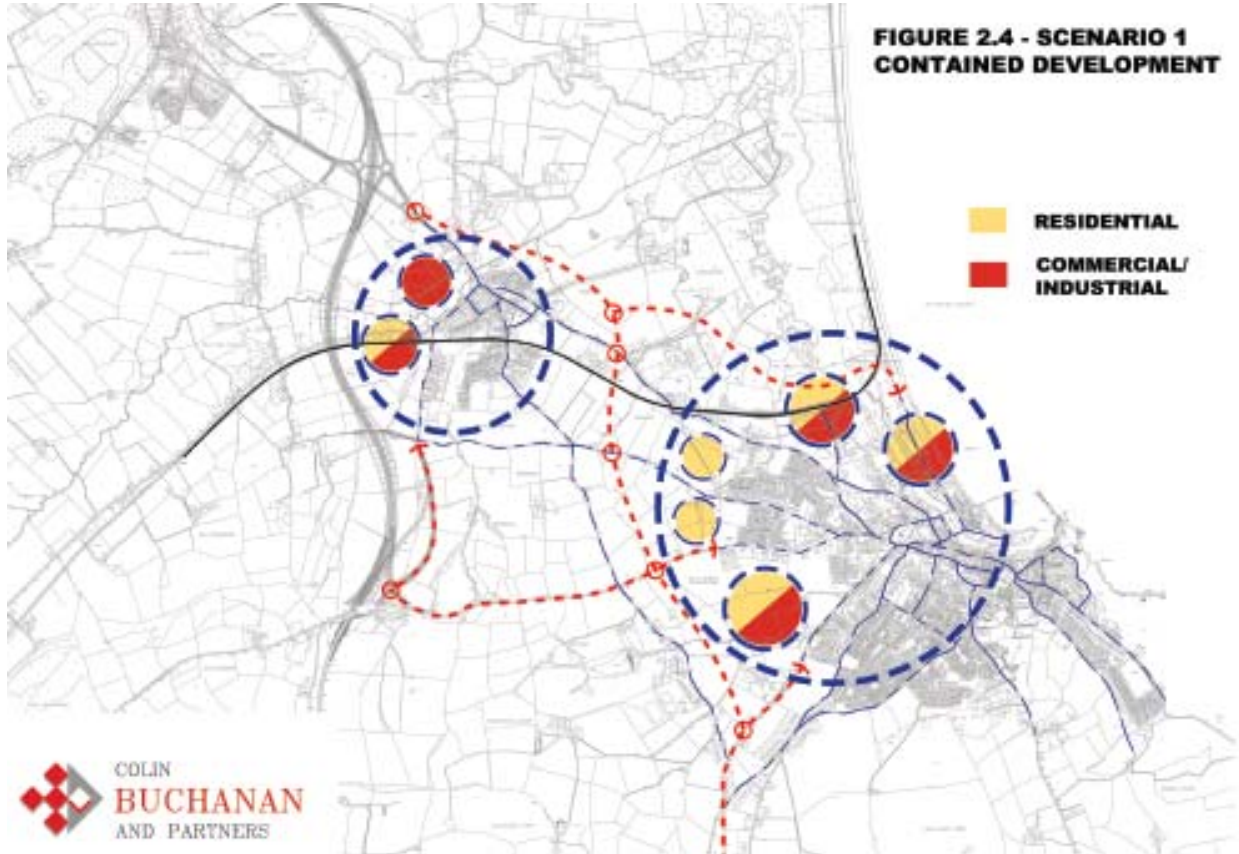 FIGURE 2.4 - SCENARIO 1
CONTAINED DEVELOPMENT
RESIDENTIAL
COMMERCIAL/
INDUSTRIAL
COLIN
BUCHANAN
AND PARTNERS